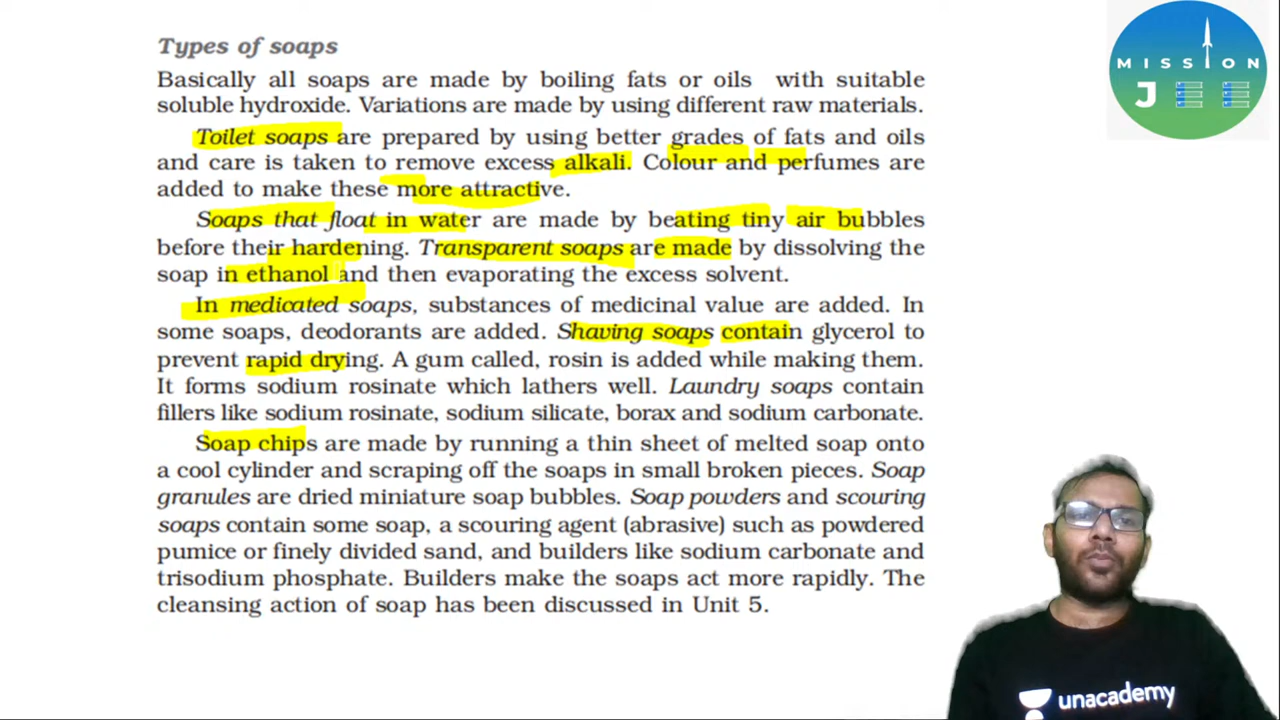 Types of soaps
Basically all soaps are made by boiling fats or oils with suitable
soluble hydroxide. Variations are made by using different raw materials.
Toilet soaps are prepared by using better grades of fats and oils
and care is taken to remove excess alkali. Colour and perfumes are
added to make these more attractive.
Soaps that float in water are made by beating tiny air bubbles
before their hardening. Transparent soaps are made by dissolving the
soap in ethanol and then evaporating the excess solvent.
In medicated soaps, substances of medicinal value are added. In
some soaps, deodorants are added. Shaving soaps contain glycerol to
prevent rapid drying. A gum called, rosin is added while making them.
It forms sodium rosinate which lathers well. Laundry soaps contain
fillers like sodium rosinate, sodium silicate, borax and sodium carbonate.
Soap chips are made by running a thin sheet of melted soap onto
a cool cylinder and scraping off the soaps in small broken pieces. Soap
granules are dried miniature soap bubbles. Soap powders and scouring
soaps contain some soap, a scouring agent (abrasive) such as powdered
pumice or finely divided sand, and builders like sodium carbonate and
trisodium phosphate. Builders make the soaps act more rapidly. The
cleansing action of soap has been discussed in Unit 5.
MISSION
JEE
unacademy